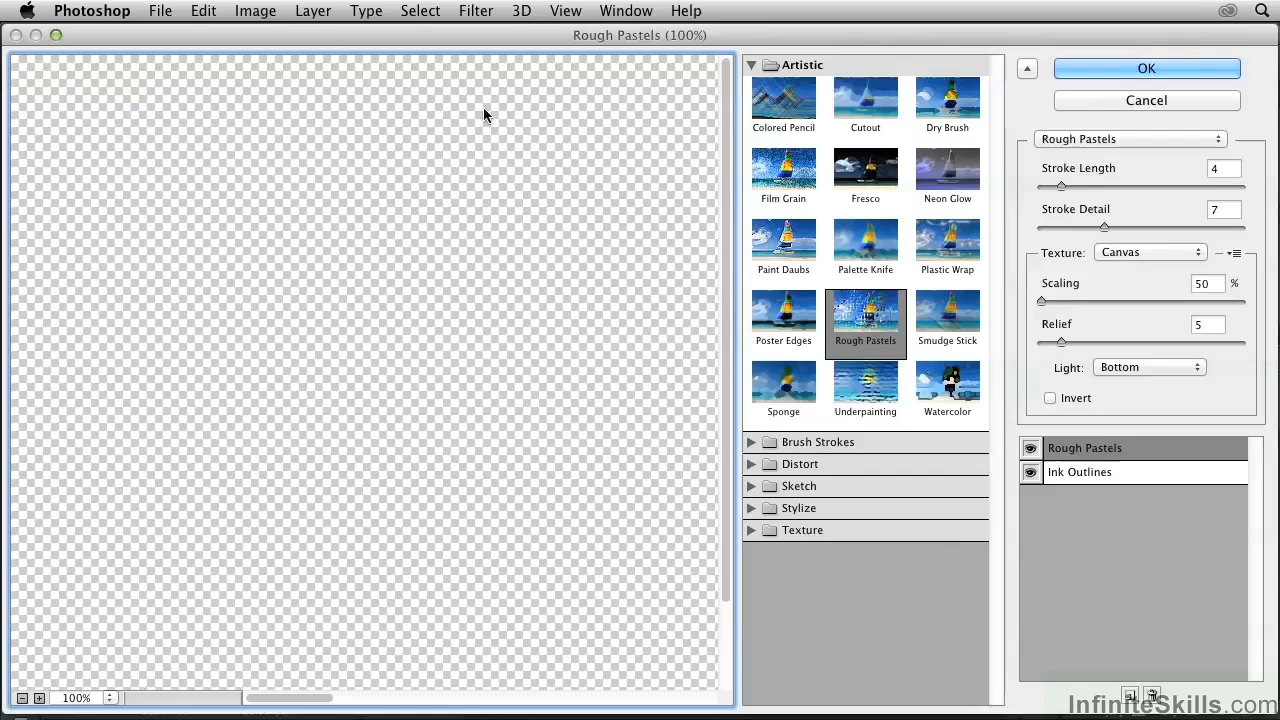 Photoshop File Edit Image Layer Type Select Filter 3D View Window Help
Rough Pastels (100%)
Artistic
Colored Pencil Cutout Dry Brush
Film Grain Fresco Neon Glow
Paint Daubs Palette Knife Plastic Wrap
Poster Edges Rough Pastels Smudge Stick
Sponge Underpainting Watercolor
Brush Strokes
Distort
Sketch
Stylize
Texture
OK
Cancel
Rough Pastels
Stroke Length 4
Stroke Detail 7
Texture: Canvas
Scaling 50 %
Relief 5
Light: Bottom
Invert
Rough Pastels
Ink Outlines
100%
InfiniteSkills.com